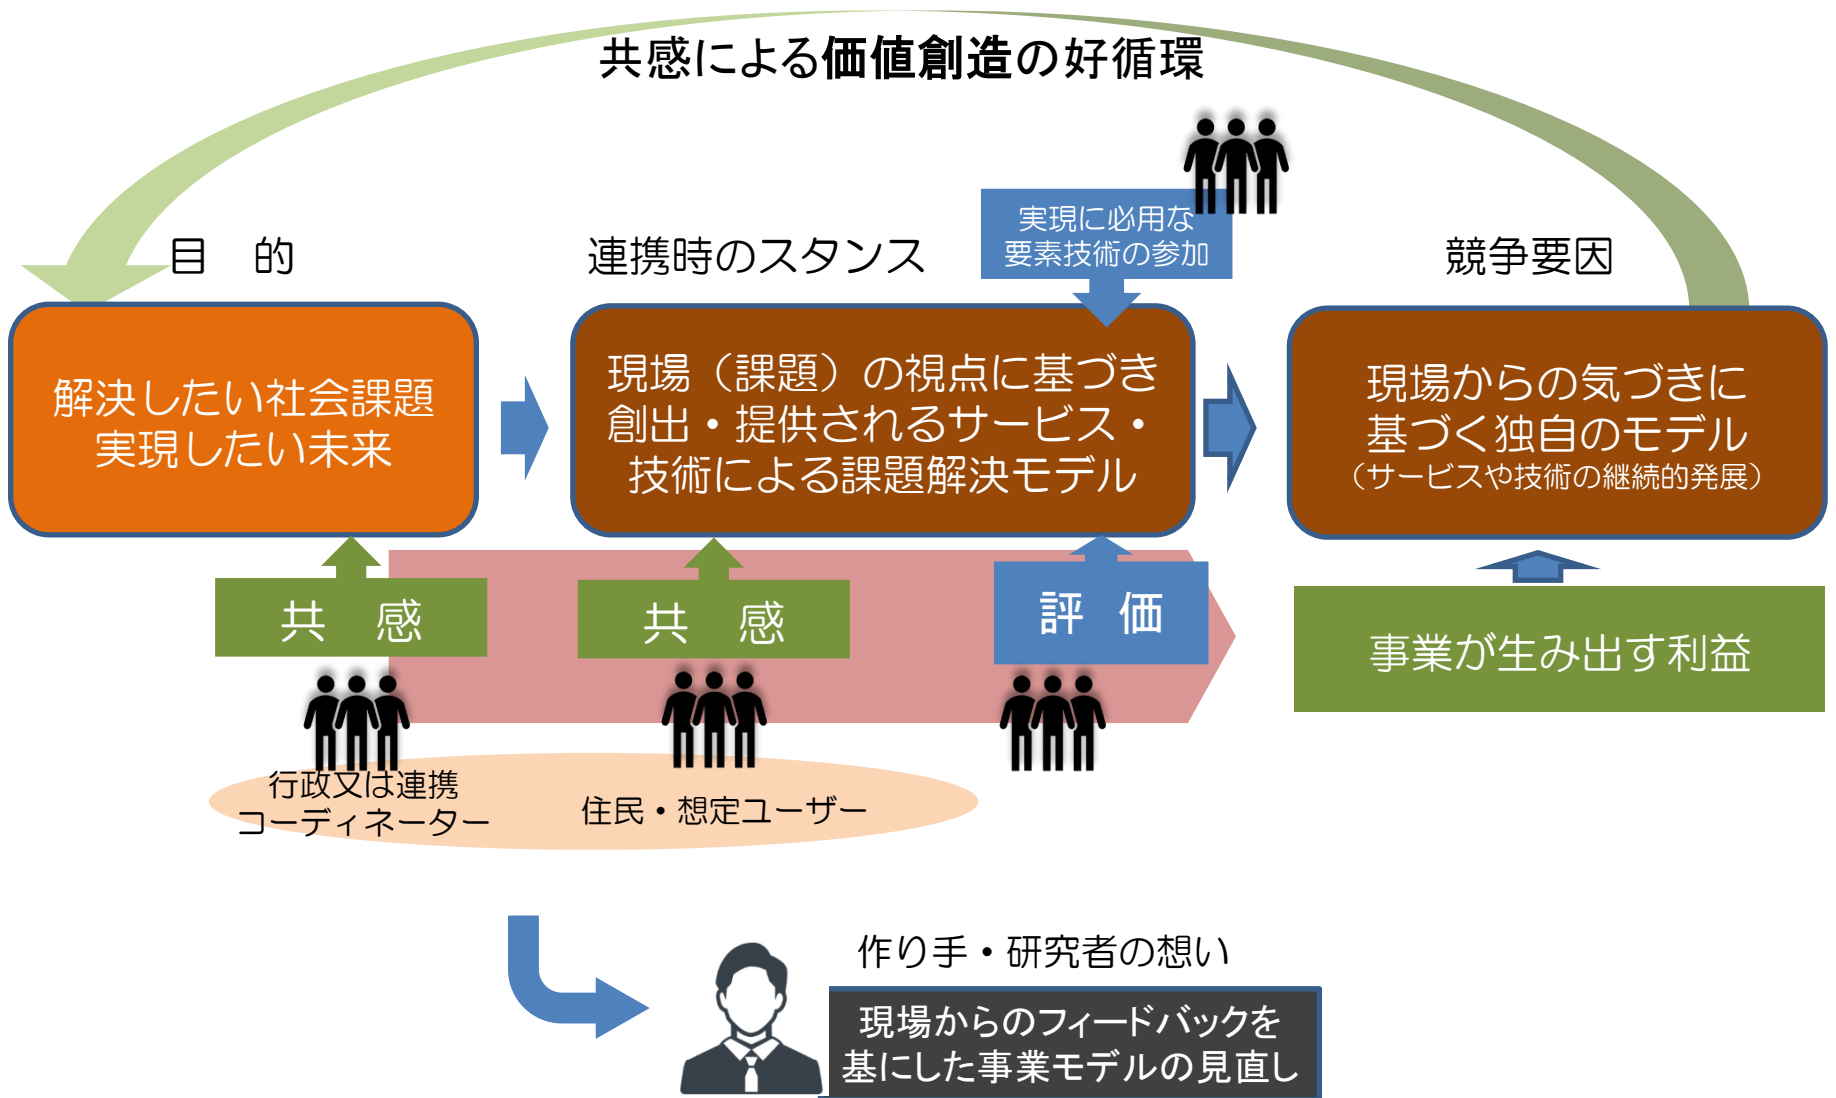 共感による価値創造の好循環
目　的
連携時のスタンス
実現に必用な
要素技術の参加
競争要因
解決したい社会課題
実現したい未来
現場（課題）の視点に基づき
創出・提供されるサービス・
技術による課題解決モデル
現場からの気づきに
基づく独自のモデル
（サービスや技術の継続的発展）
共　感
共　感
評　価
事業が生み出す利益
行政又は連携
コーディネーター
住民・想定ユーザー
作り手・研究者の想い
現場からのフィードバックを
基にした事業モデルの見直し